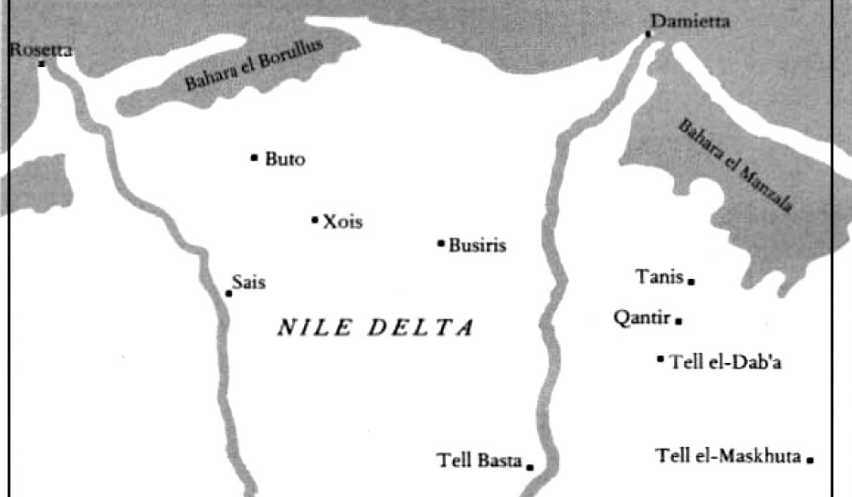 Damietta
Rosetta
Bahara el Borullus
Bahara el Manzala
Buto
Xois
Busiris
Sais
Tanis
NILE DELTA
Qantir
Tell el-Dab'a
Tell Basta
Tell el-Maskhuta